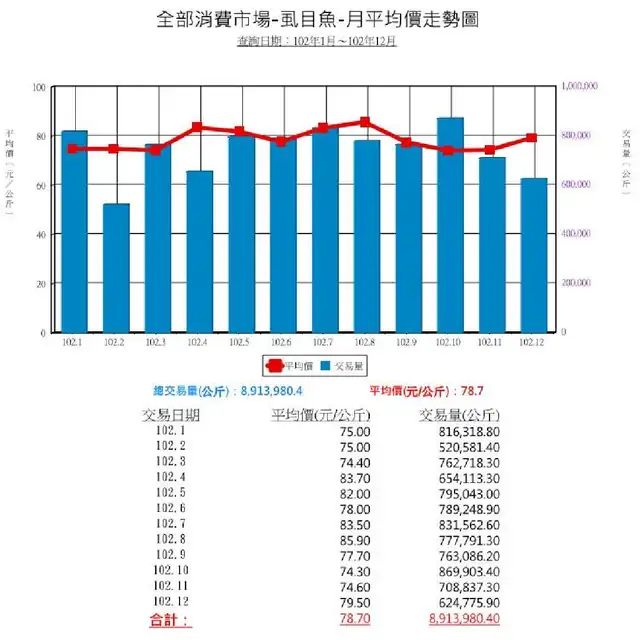 全部消費市場-虱目魚-月平均價走勢圖
查詢日期：102年1月～102年12月
平均價（元／公斤）
交易量（公斤）
100
80
60
40
20
0
1,000,000
800,000
600,000
400,000
200,000
0
102.1 102.2 102.3 102.4 102.5 102.6 102.7 102.8 102.9 102.10 102.11 102.12
平均價 交易量
總交易量(公斤)：8,913,980.4 平均價(元/公斤)：78.7
交易日期 平均價(元/公斤) 交易量(公斤)
102.1 75.00 816,318.80
102.2 75.00 520,581.40
102.3 74.40 762,718.30
102.4 83.70 654,113.30
102.5 82.00 795,043.00
102.6 78.00 789,248.90
102.7 83.50 831,562.60
102.8 85.90 777,791.30
102.9 77.70 763,086.20
102.10 74.30 869,903.40
102.11 74.60 708,837.30
102.12 79.50 624,775.90
合計： 78.70 8,913,980.40